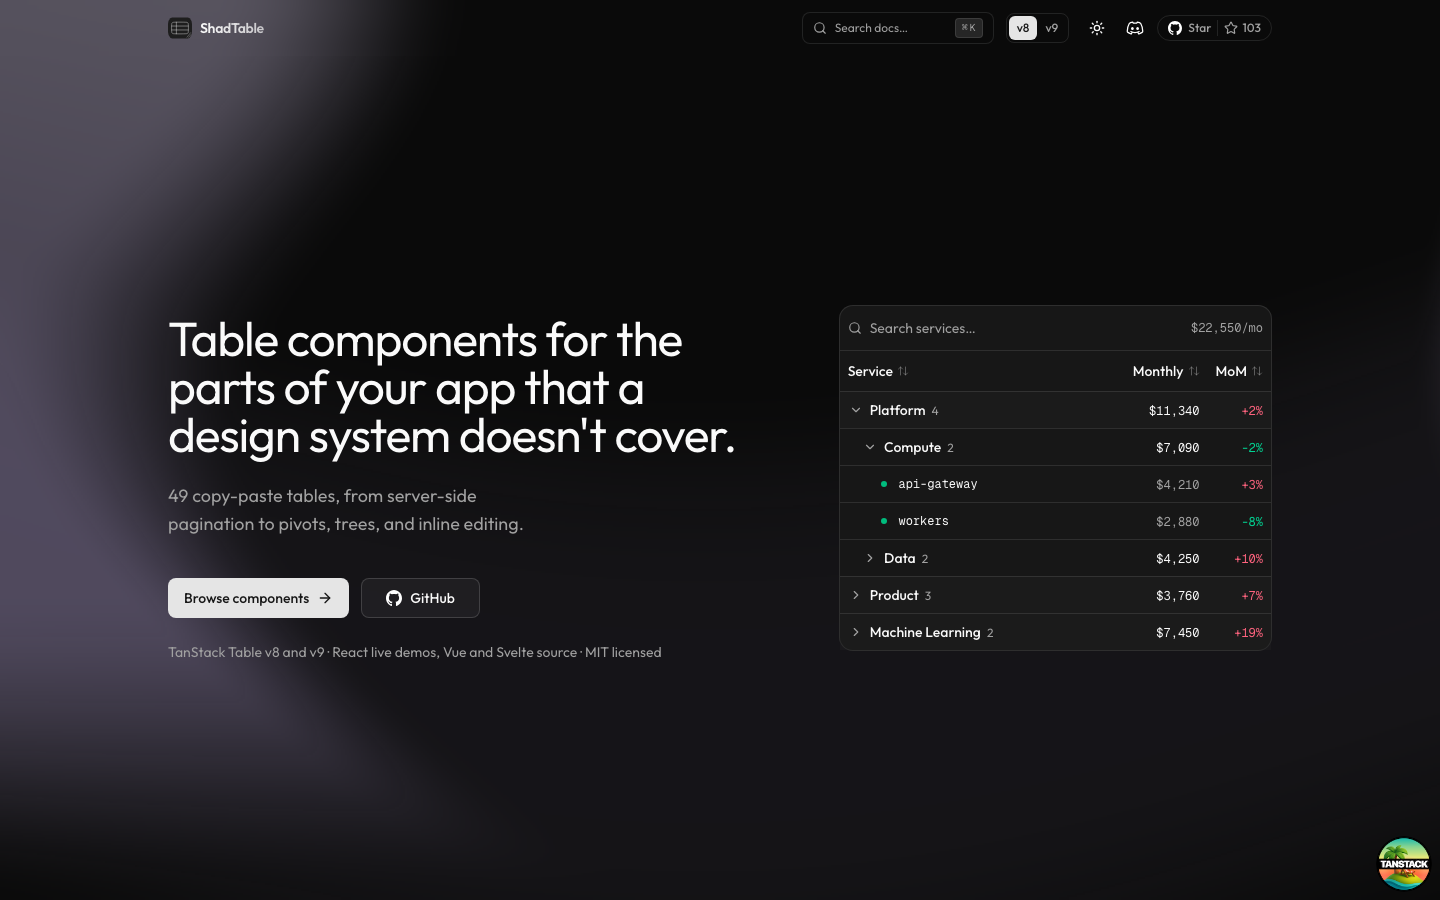 ShadTable
Search docs...
⌘K
v8 v9
Star 103
Table components for the
parts of your app that a
design system doesn't cover.
49 copy-paste tables, from server-side
pagination to pivots, trees, and inline editing.
Browse components
GitHub
TanStack Table v8 and v9 · React live demos, Vue and Svelte source · MIT licensed
Search services... $22,550/mo
Service Monthly MoM
Platform 4 $11,340 +2%
Compute 2 $7,090 -2%
api-gateway $4,210 +3%
workers $2,880 -8%
Data 2 $4,250 +10%
Product 3 $3,760 +7%
Machine Learning 2 $7,450 +19%
TANSTACK